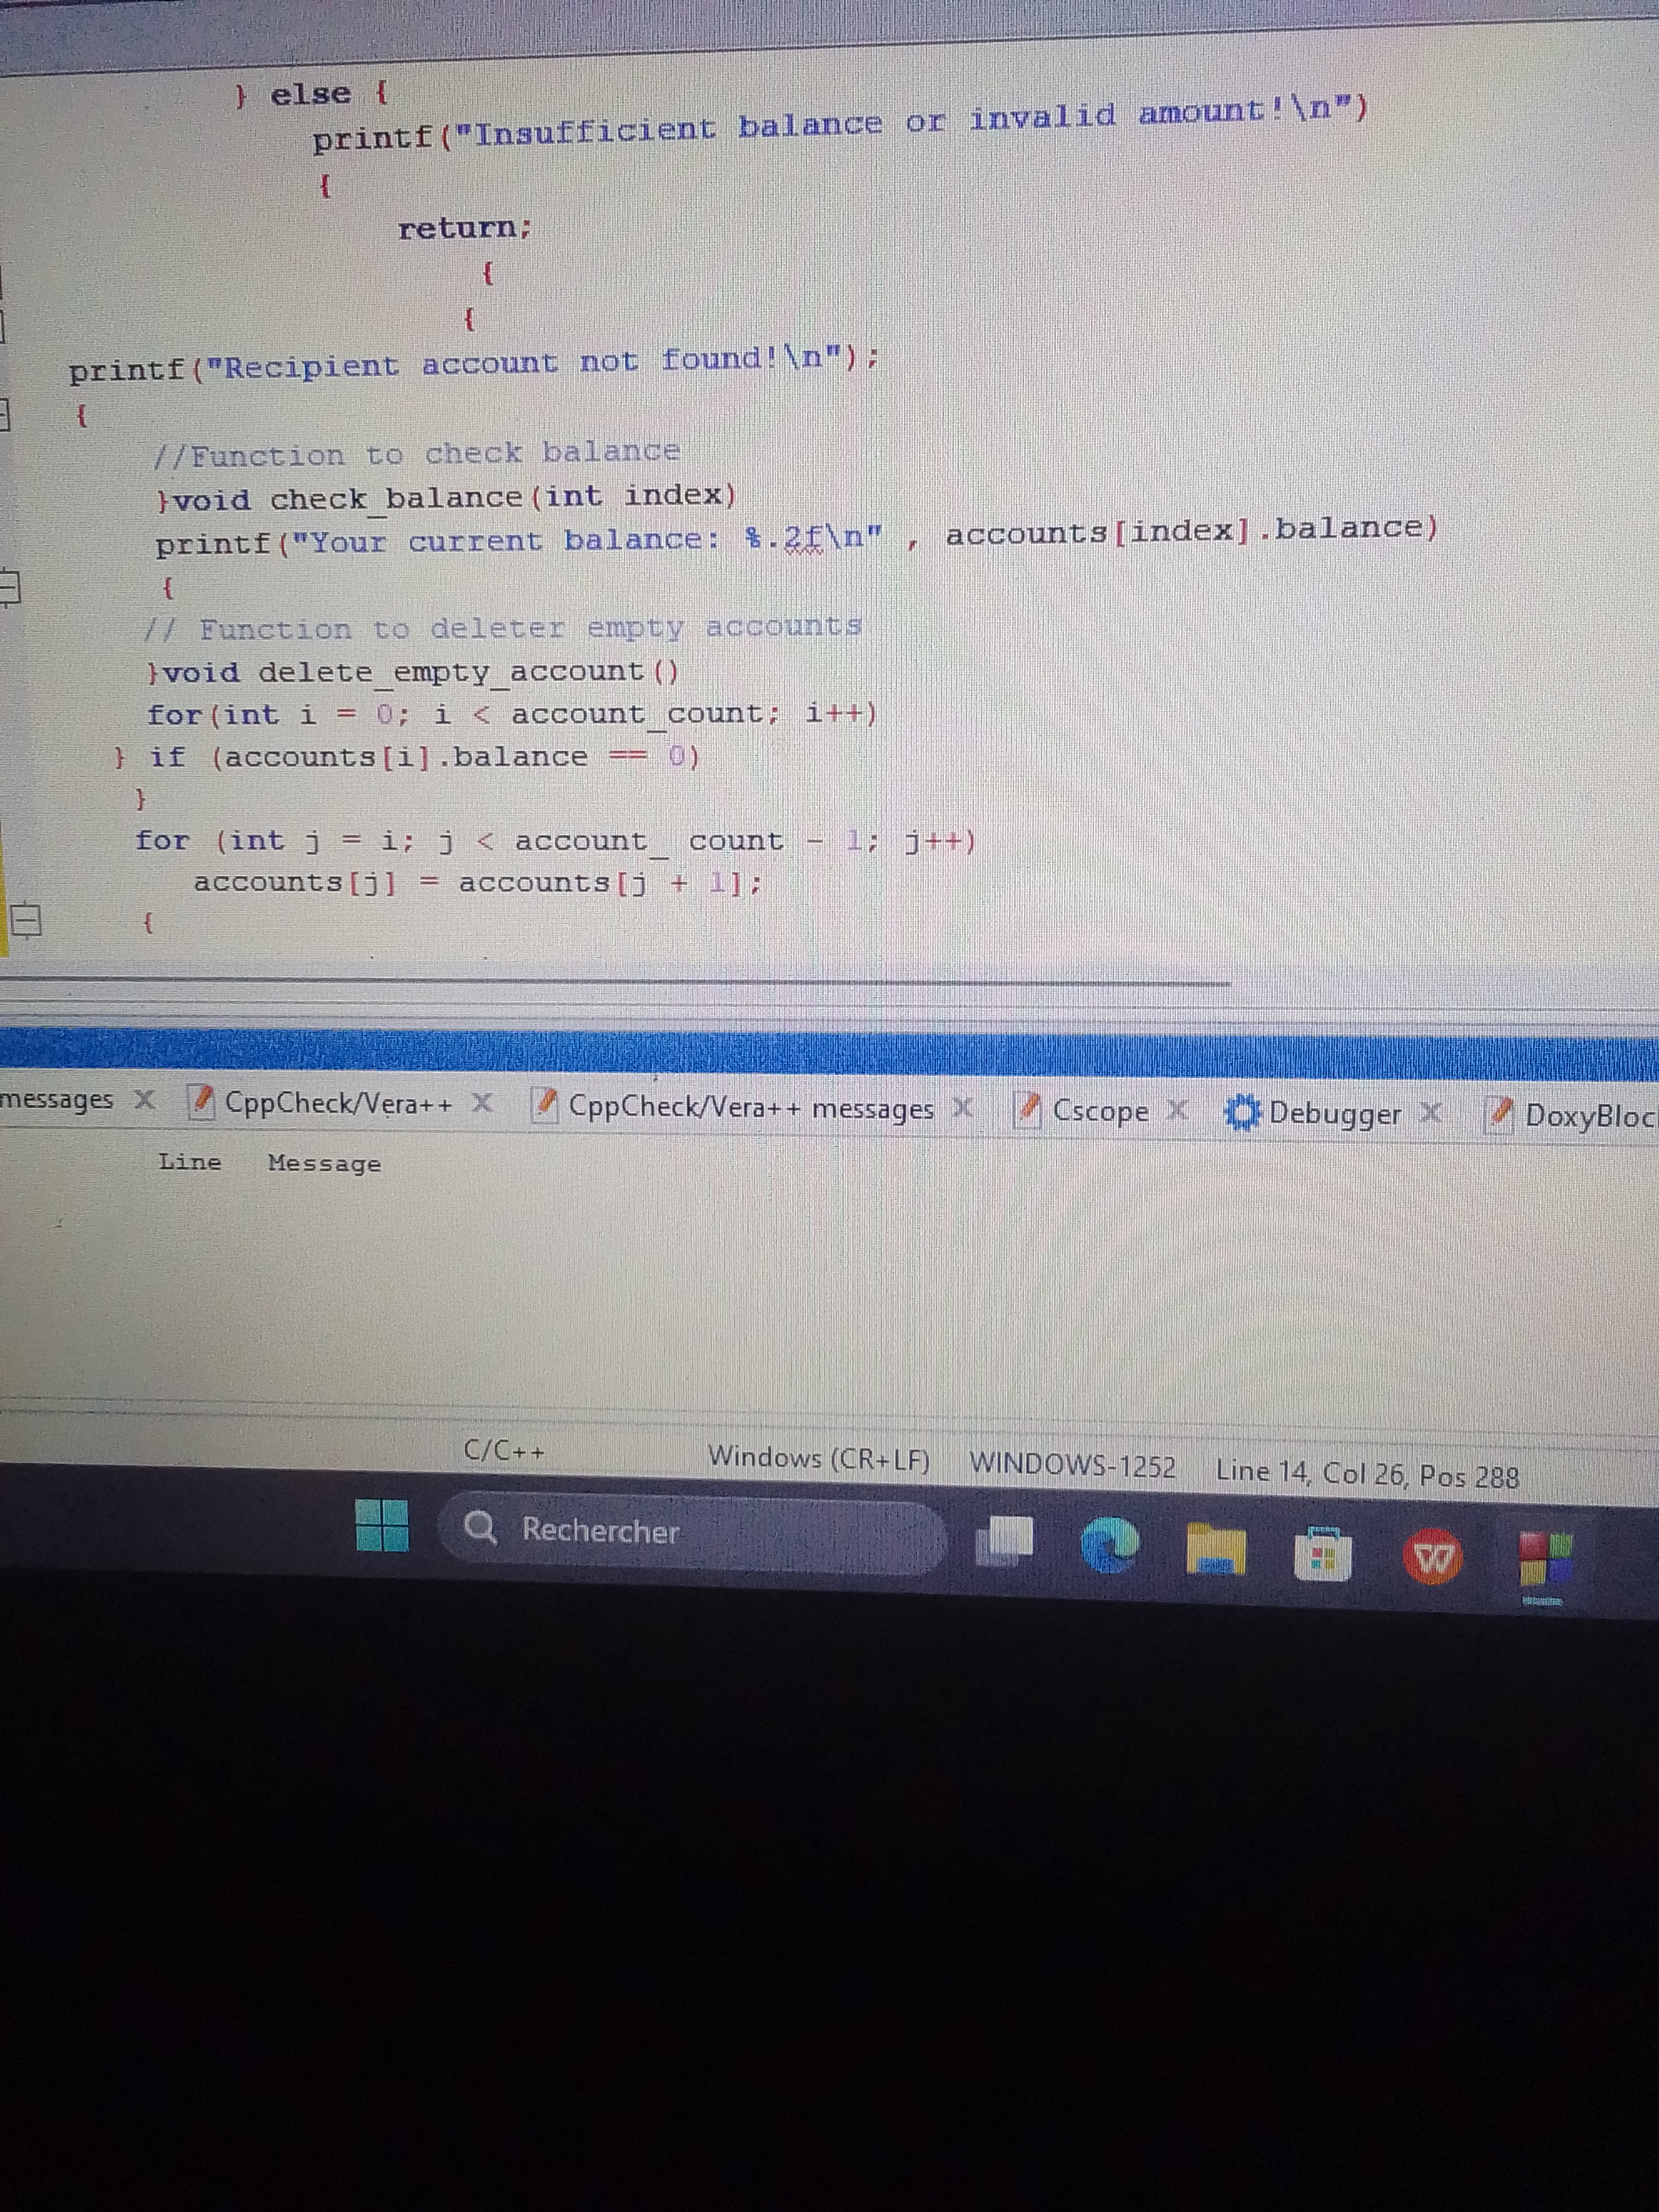 } else {
printf("Insufficient balance or invalid amount!\n")
{
return;
{
{
printf("Recipient account not found!\n");
{
//Function to check balance
}void check_balance(int index)
printf("Your current balance: %.2f\n" , accounts[index].balance)
{
// Function to deleter empty accounts
}void delete_empty_account()
for(int i = 0; i < account_count; i++)
} if (accounts[i].balance == 0)
}
for (int j = i; j < account_ count - 1; j++)
accounts[j] = accounts[j + 1];
{
messages X CppCheck/Vera++ X CppCheck/Vera++ messages X Cscope X Debugger X DoxyBloc
Line Message
C/C++ Windows (CR+LF) WINDOWS-1252 Line 14, Col 26, Pos 288
Rechercher